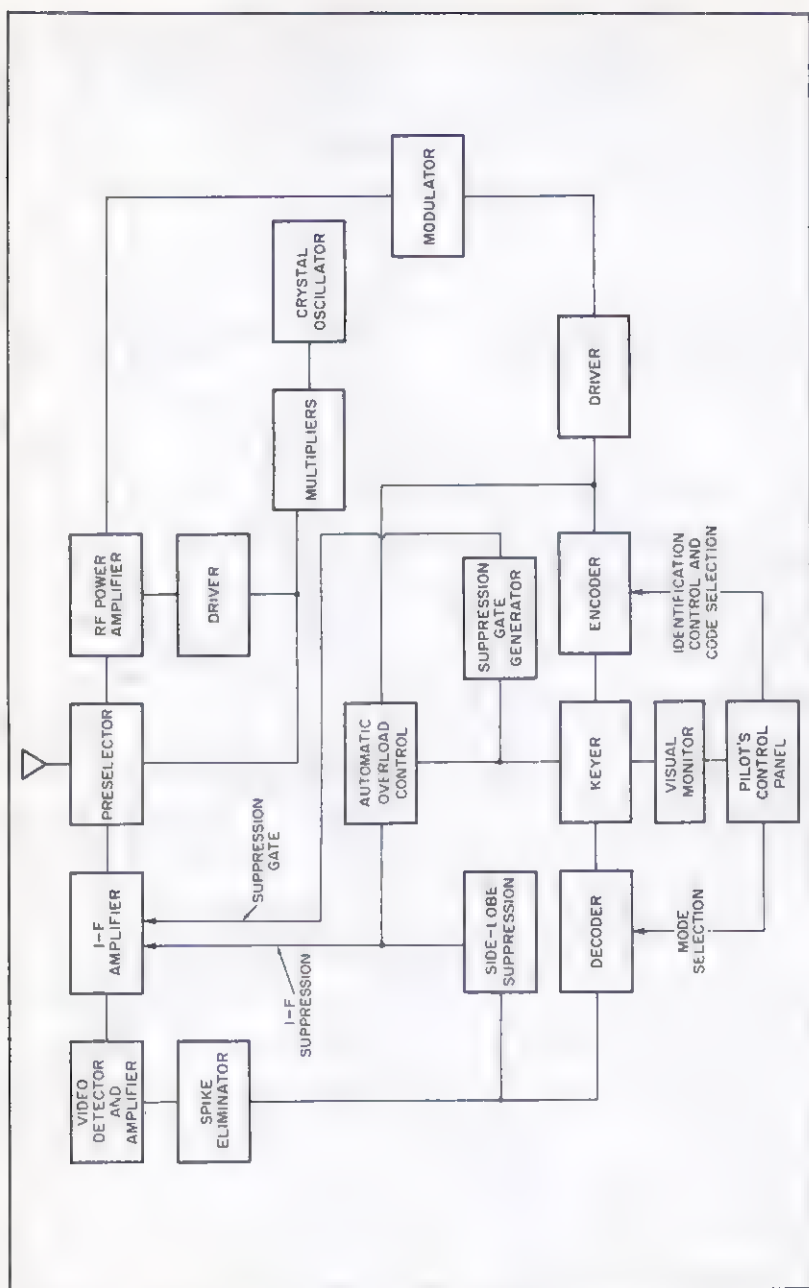 VIDEO
DETECTOR
AND
AMPLIFIER
I-F
AMPLIFIER
PRESELECTOR
RF POWER
AMPLIFIER
SPIKE
ELIMINATOR
DRIVER
I-F
SUPPRESSION
SUPPRESSION
GATE
MULTIPLIERS
CRYSTAL
OSCILLATOR
MODULATOR
AUTOMATIC
OVERLOAD
CONTROL
SIDE-LOBE
SUPPRESSION
SUPPRESSION
GATE
GENERATOR
DECODER
KEYER
ENCODER
DRIVER
VISUAL
MONITOR
MODE
SELECTION
PILOT'S
CONTROL
PANEL
IDENTIFICATION
CONTROL AND
CODE SELECTION